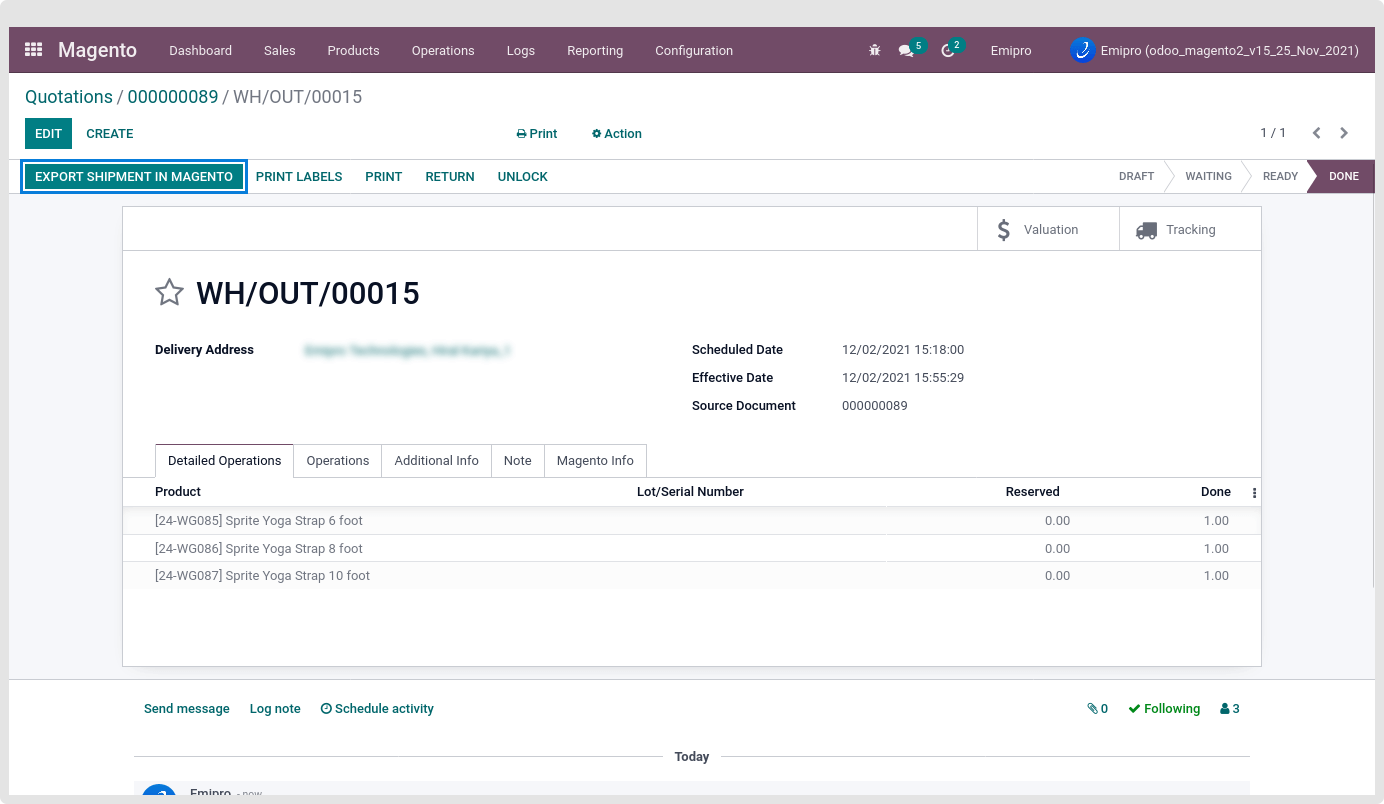 Magento Dashboard Sales Products Operations Logs Reporting Configuration 5 2 Emipro Emipro (odoo_magento2_v15_25_Nov_2021)
Quotations / 000000089 / WH/OUT/00015
EDIT CREATE Print Action 1 / 1
EXPORT SHIPMENT IN MAGENTO PRINT LABELS PRINT RETURN UNLOCK DRAFT WAITING READY DONE
$ Valuation Tracking
WH/OUT/00015
Delivery Address Scheduled Date 12/02/2021 15:18:00
Effective Date 12/02/2021 15:55:29
Source Document 000000089
Detailed Operations Operations Additional Info Note Magento Info
Product Lot/Serial Number Reserved Done
[24-WG085] Sprite Yoga Strap 6 foot 0.00 1.00
[24-WG086] Sprite Yoga Strap 8 foot 0.00 1.00
[24-WG087] Sprite Yoga Strap 10 foot 0.00 1.00
Send message Log note Schedule activity 0 Following 3
Today
Emipro - now